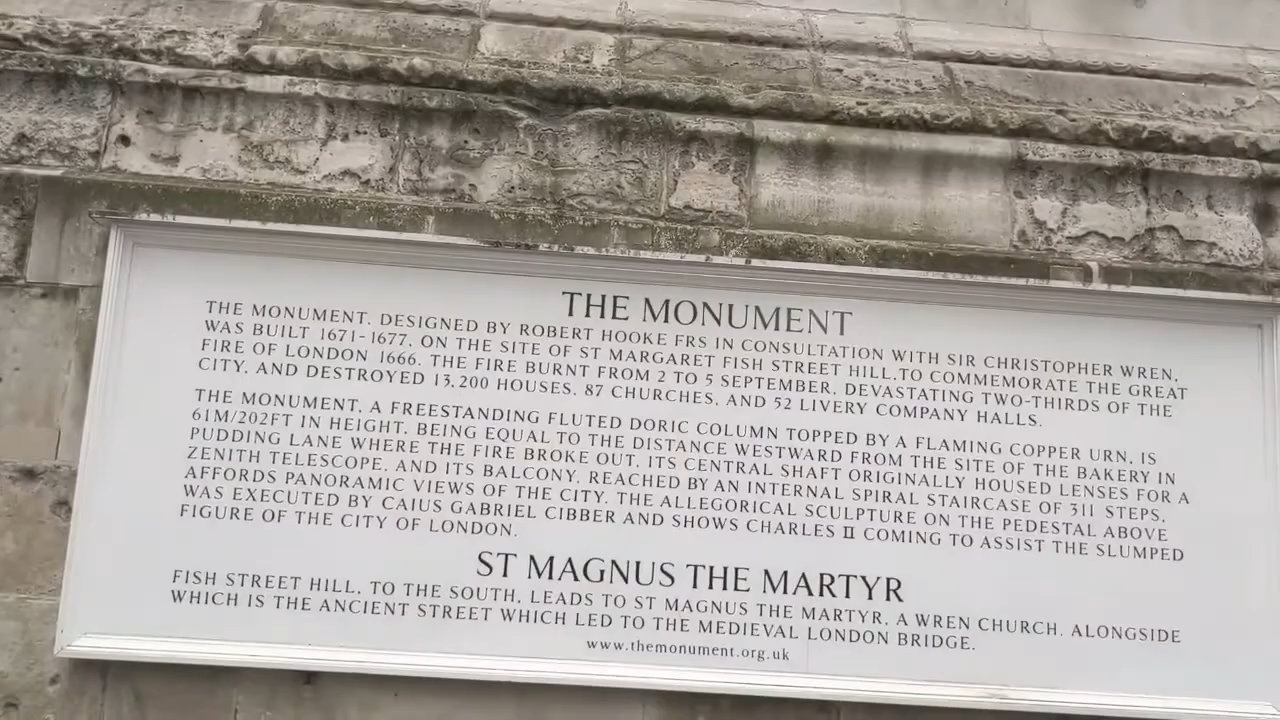 THE MONUMENT
THE MONUMENT, DESIGNED BY ROBERT HOOKE FRS IN CONSULTATION WITH SIR CHRISTOPHER WREN,
WAS BUILT 1671-1677, ON THE SITE OF ST MARGARET FISH STREET HILL,TO COMMEMORATE THE GREAT
FIRE OF LONDON 1666. THE FIRE BURNT FROM 2 TO 5 SEPTEMBER, DEVASTATING TWO-THIRDS OF THE
CITY, AND DESTROYED 13,200 HOUSES, 87 CHURCHES, AND 52 LIVERY COMPANY HALLS.
THE MONUMENT, A FREESTANDING FLUTED DORIC COLUMN TOPPED BY A FLAMING COPPER URN, IS
61M/202FT IN HEIGHT, BEING EQUAL TO THE DISTANCE WESTWARD FROM THE SITE OF THE BAKERY IN
PUDDING LANE WHERE THE FIRE BROKE OUT. ITS CENTRAL SHAFT ORIGINALLY HOUSED LENSES FOR A
ZENITH TELESCOPE, AND ITS BALCONY, REACHED BY AN INTERNAL SPIRAL STAIRCASE OF 311 STEPS,
AFFORDS PANORAMIC VIEWS OF THE CITY. THE ALLEGORICAL SCULPTURE ON THE PEDESTAL ABOVE
WAS EXECUTED BY CAIUS GABRIEL CIBBER AND SHOWS CHARLES II COMING TO ASSIST THE SLUMPED
FIGURE OF THE CITY OF LONDON.
ST MAGNUS THE MARTYR
FISH STREET HILL, TO THE SOUTH, LEADS TO ST MAGNUS THE MARTYR, A WREN CHURCH, ALONGSIDE
WHICH IS THE ANCIENT STREET WHICH LED TO THE MEDIEVAL LONDON BRIDGE.
www.themonument.org.uk